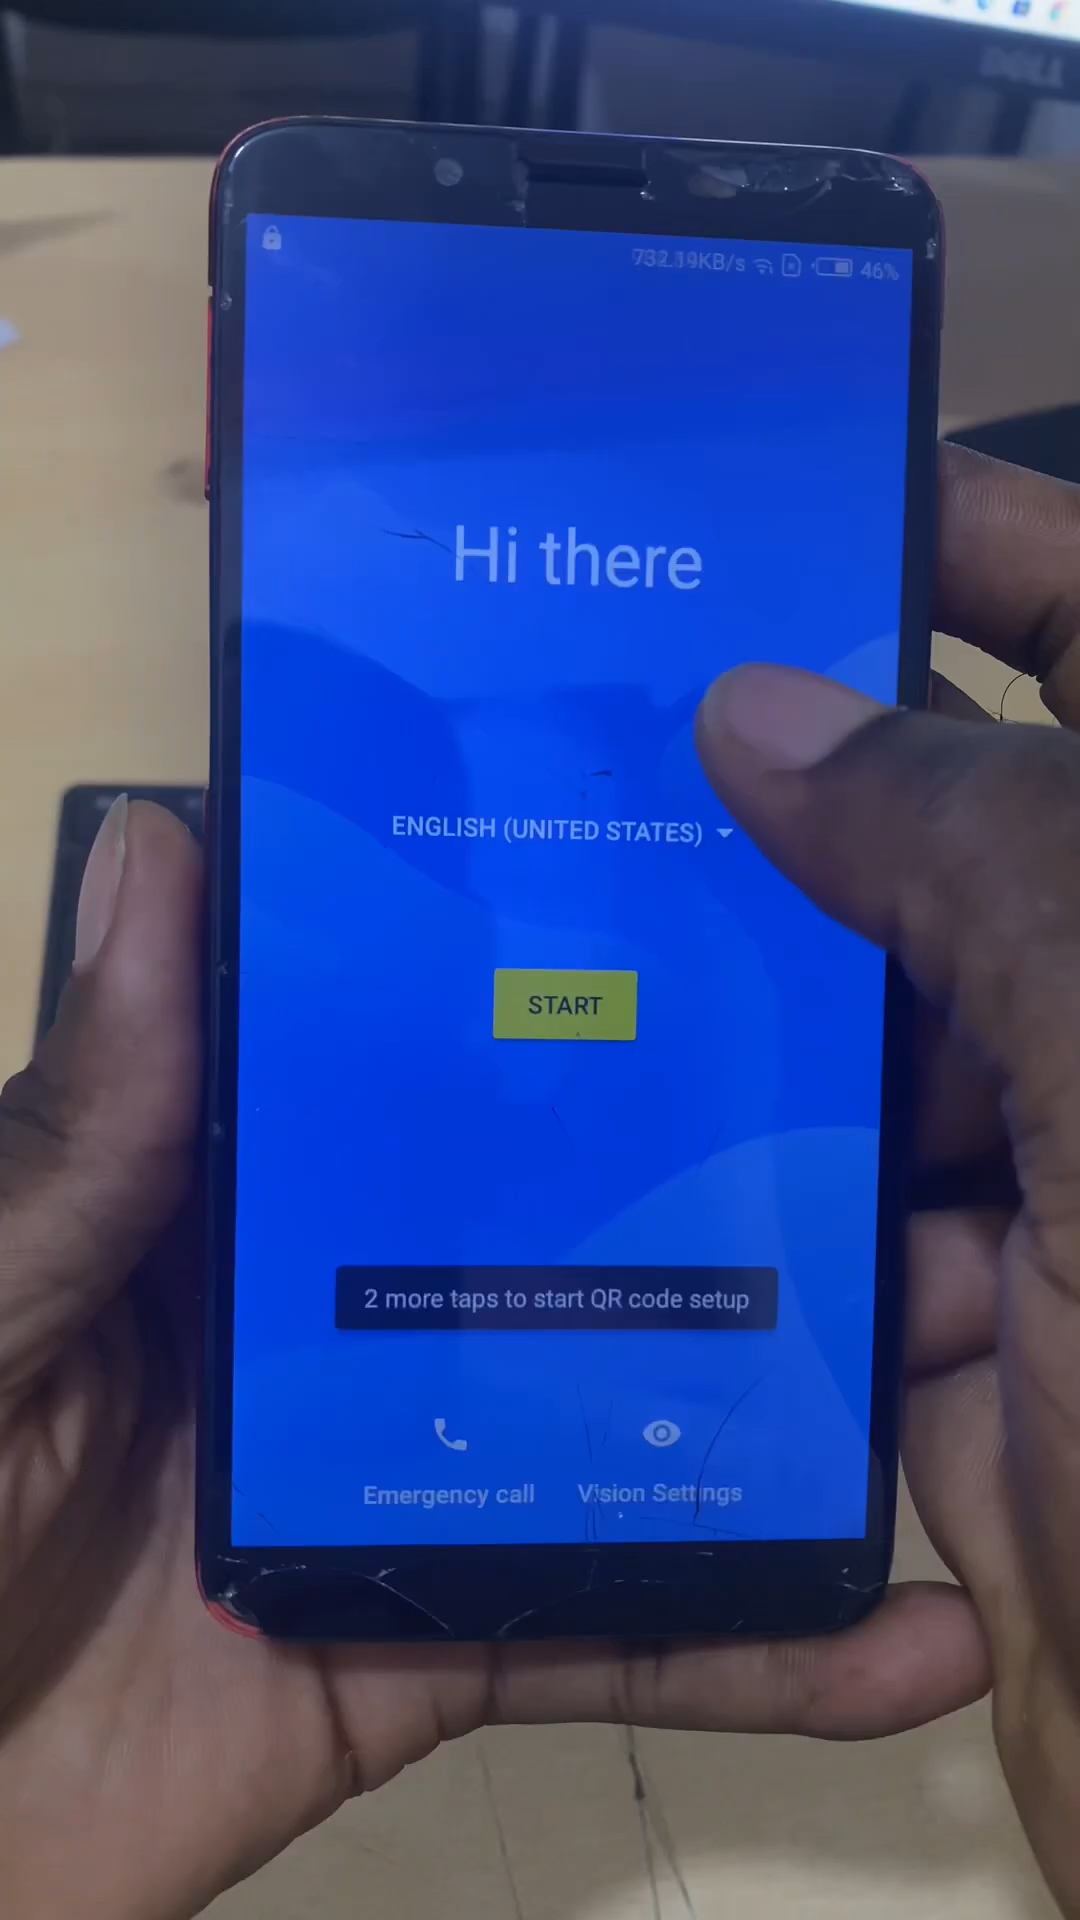 DELL
732.19KB/s 46%
Hi there
ENGLISH (UNITED STATES)
START
2 more taps to start QR code setup
Emergency call
Vision Settings